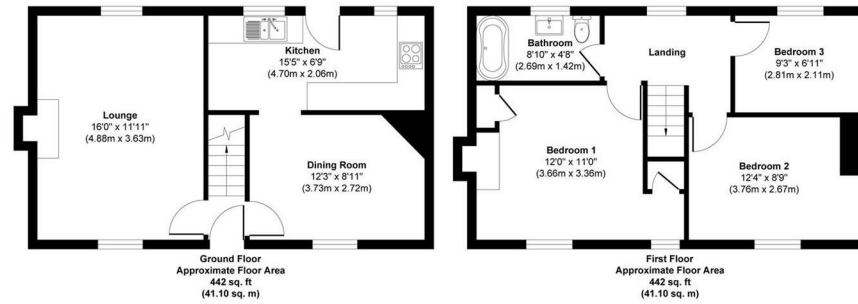 Kitchen
15'5" x 6'9"
(4.70m x 2.06m)
Lounge
16'0" x 11'11"
(4.88m x 3.63m)
Dining Room
12'3" x 8'11"
(3.73m x 2.72m)
Ground Floor
Approximate Floor Area
442 sq. ft
(41.10 sq. m)
Bathroom
8'10" x 4'8"
(2.69m x 1.42m)
Landing
Bedroom 3
9'3" x 6'11"
(2.81m x 2.11m)
Bedroom 1
12'0" x 11'0"
(3.66m x 3.36m)
Bedroom 2
12'4" x 8'9"
(3.76m x 2.67m)
First Floor
Approximate Floor Area
442 sq. ft
(41.10 sq. m)